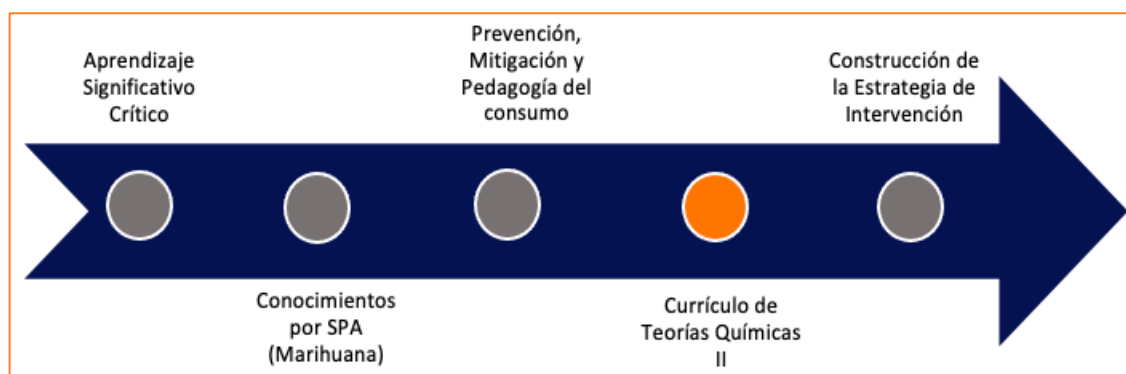 Aprendizaje
Significativo
Crítico
Conocimientos
por SPA
(Marihuana)
Prevención,
Mitigación y
Pedagogía del
consumo
Currículo de
Teorías Químicas
II
Construcción de
la Estrategia de
Intervención